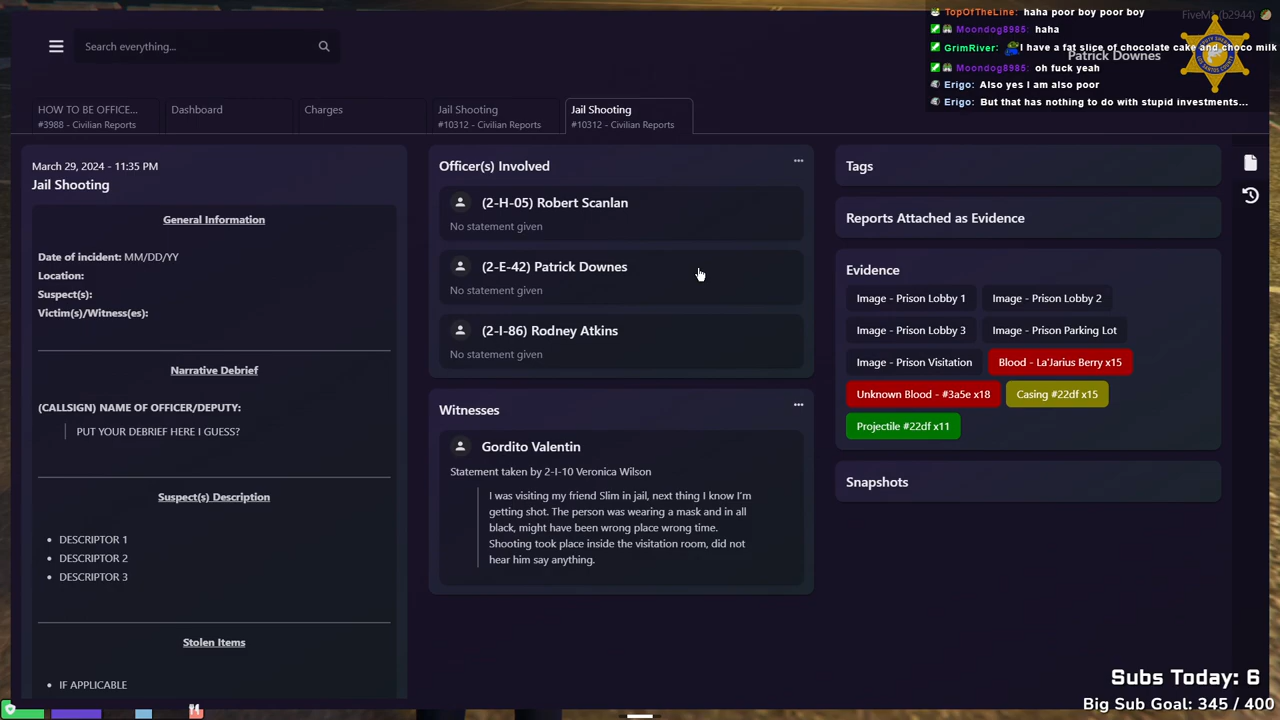 Search everything...
TopOfTheLine: haha poor boy poor boy
FiveM® (b2944)
Moondog8985: haha
GrimRiver: I have a fat slice of chocolate cake and choco milk
Patrick Downes
Moondog8985: oh fuck yeah
Erigo: Also yes I am also poor
Erigo: But that has nothing to do with stupid investments...
HOW TO BE OFFICE...
#3988 - Civilian Reports
Dashboard
Charges
Jail Shooting
#10312 - Civilian Reports
Jail Shooting
#10312 - Civilian Reports
March 29, 2024 - 11:35 PM
Jail Shooting
General Information
Date of incident: MM/DD/YY
Location:
Suspect(s):
Victim(s)/Witness(es):
Narrative Debrief
(CALLSIGN) NAME OF OFFICER/DEPUTY:
PUT YOUR DEBRIEF HERE I GUESS?
Suspect(s) Description
DESCRIPTOR 1
DESCRIPTOR 2
DESCRIPTOR 3
Stolen Items
IF APPLICABLE
Officer(s) Involved
(2-H-05) Robert Scanlan
No statement given
(2-E-42) Patrick Downes
No statement given
(2-I-86) Rodney Atkins
No statement given
Witnesses
Gordito Valentin
Statement taken by 2-I-10 Veronica Wilson
I was visiting my friend Slim in jail, next thing I know I'm
getting shot. The person was wearing a mask and in all
black, might have been wrong place wrong time.
Shooting took place inside the visitation room, did not
hear him say anything.
Tags
Reports Attached as Evidence
Evidence
Image - Prison Lobby 1
Image - Prison Lobby 2
Image - Prison Lobby 3
Image - Prison Parking Lot
Image - Prison Visitation
Blood - La'Jarius Berry x15
Unknown Blood - #3a5e x18
Casing #22df x15
Projectile #22df x11
Snapshots
Subs Today: 6
Big Sub Goal: 345 / 400